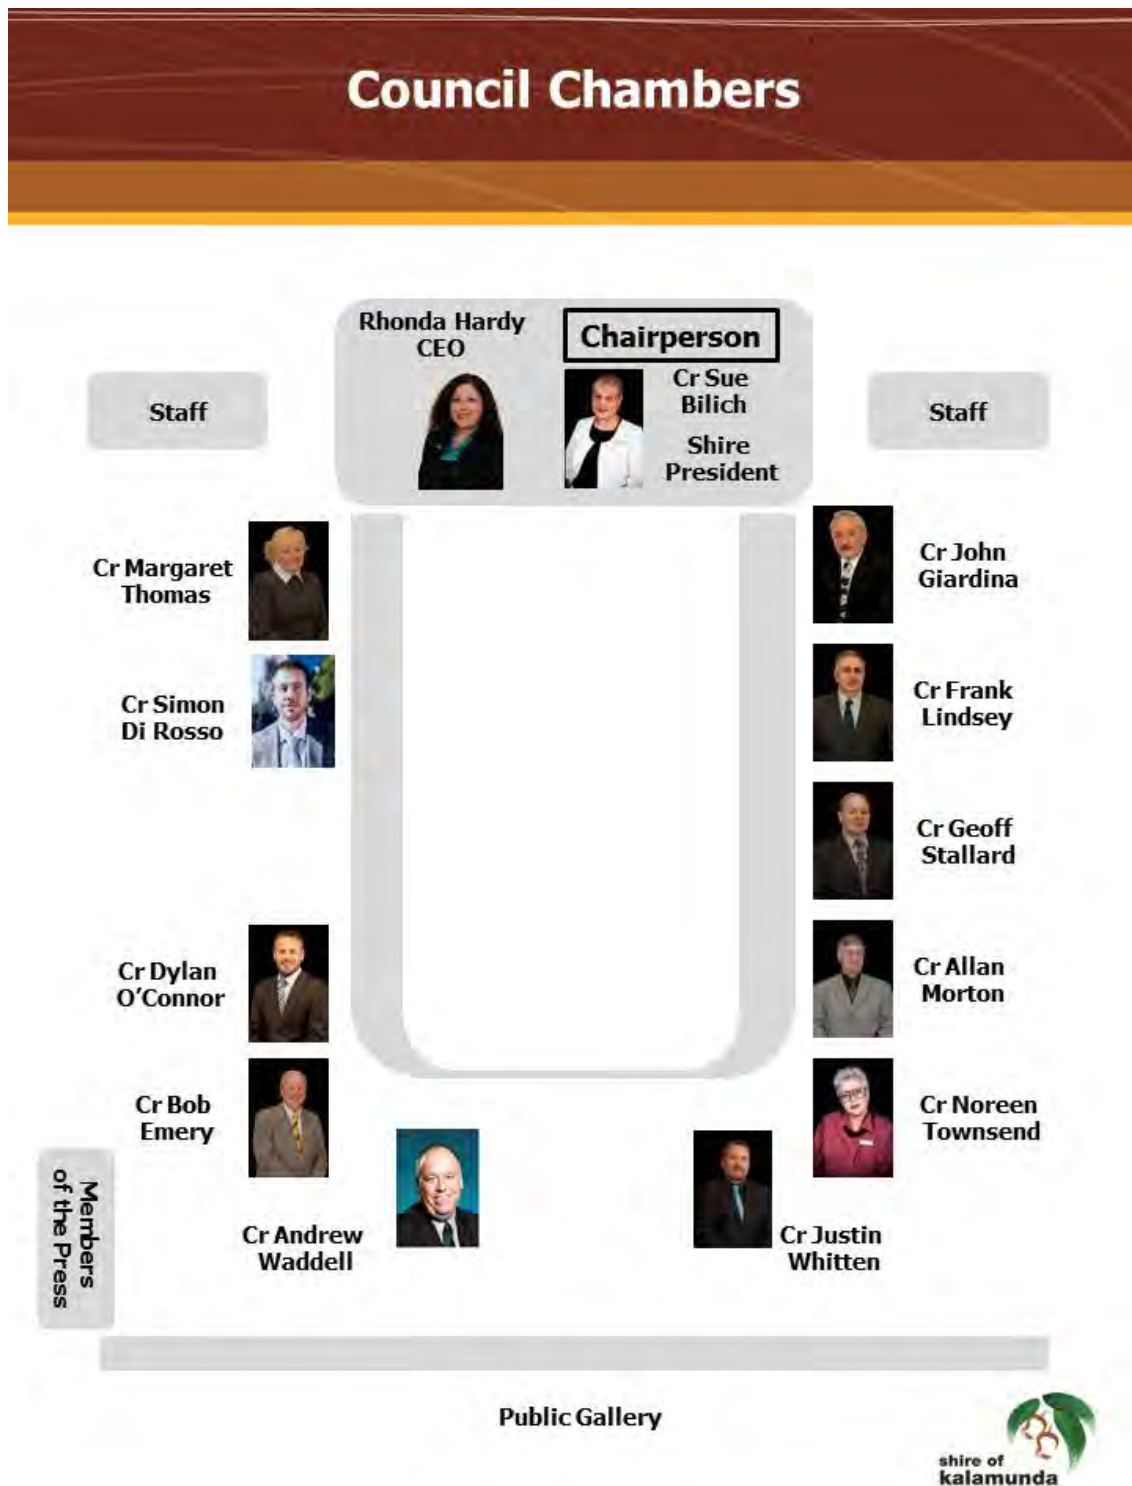 Council Chambers
Rhonda Hardy
CEO
Chairperson
Cr Sue
Bilich
Shire
President
Staff
Staff
Cr Margaret
Thomas
Cr John
Giardina
Cr Simon
Di Rosso
Cr Frank
Lindsey
Cr Geoff
Stallard
Cr Dylan
O'Connor
Cr Allan
Morton
Cr Bob
Emery
Cr Noreen
Townsend
Members
of the Press
Cr Andrew
Waddell
Cr Justin
Whitten
Public Gallery
shire of
kalamunda